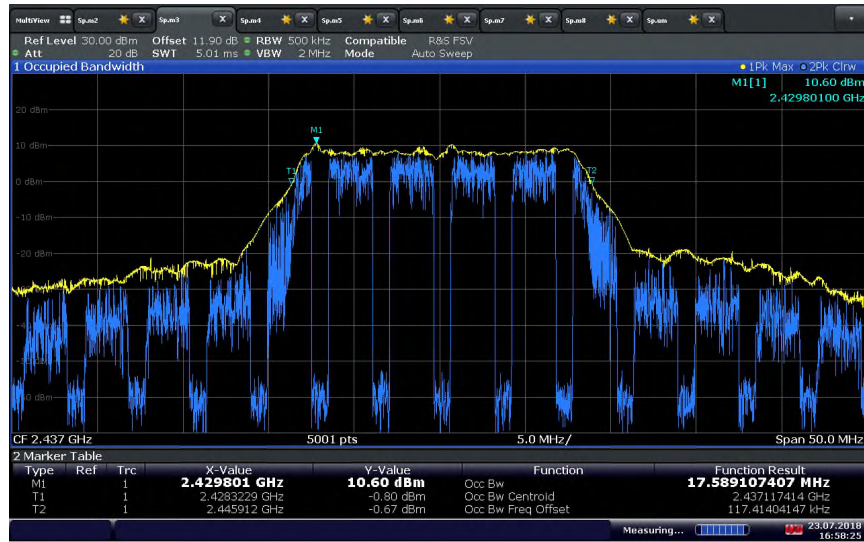 MultiView Sp.m2 X Sp.m3 X Sp.m4 X Sp.m5 X Sp.m6 X Sp.m7 X Sp.m8 X Sp.um X
Ref Level 30.00 dBm Offset 11.90 dB RBW 500 kHz Compatible R&S FSV
Att 20 dB SWT 5.01 ms VBW 2 MHz Mode Auto Sweep
1 Occupied Bandwidth 1Pk Max 2Pk Clrw
M1[1] 10.60 dBm
2.42980100 GHz
20 dBm
M1
10 dBm
T1 T2
0 dBm
-10 dBm
-20 dBm
-30 dBm
CF 2.437 GHz 5001 pts 5.0 MHz/ Span 50.0 MHz
2 Marker Table
Type Ref Trc X-Value Y-Value Function Function Result
M1 1 2.429801 GHz 10.60 dBm Occ Bw 17.589107407 MHz
T1 1 2.4283229 GHz -0.80 dBm Occ Bw Centroid 2.437117414 GHz
T2 1 2.445912 GHz -0.67 dBm Occ Bw Freq Offset 117.41404147 kHz
Measuring... 23.07.2018
16:58:25